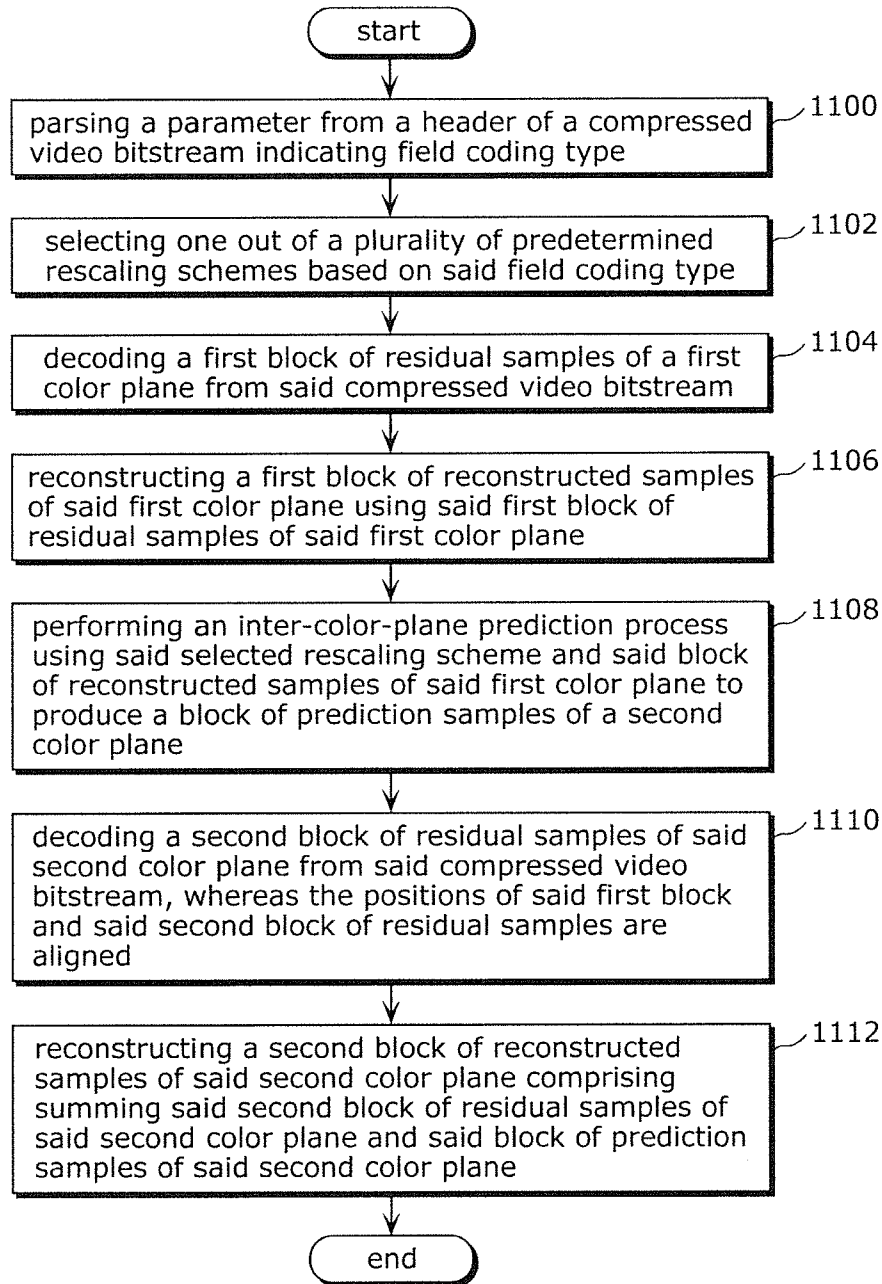 start
parsing a parameter from a header of a compressed
video bitstream indicating field coding type
1100
selecting one out of a plurality of predetermined
rescaling schemes based on said field coding type
1102
decoding a first block of residual samples of a first
color plane from said compressed video bitstream
1104
reconstructing a first block of reconstructed samples
of said first color plane using said first block of
residual samples of said first color plane
1106
performing an inter-color-plane prediction process
using said selected rescaling scheme and said block
of reconstructed samples of said first color plane to
produce a block of prediction samples of a second
color plane
1108
decoding a second block of residual samples of said
second color plane from said compressed video
bitstream, whereas the positions of said first block
and said second block of residual samples are
aligned
1110
reconstructing a second block of reconstructed
samples of said second color plane comprising
summing said second block of residual samples of
said second color plane and said block of prediction
samples of said second color plane
1112
end